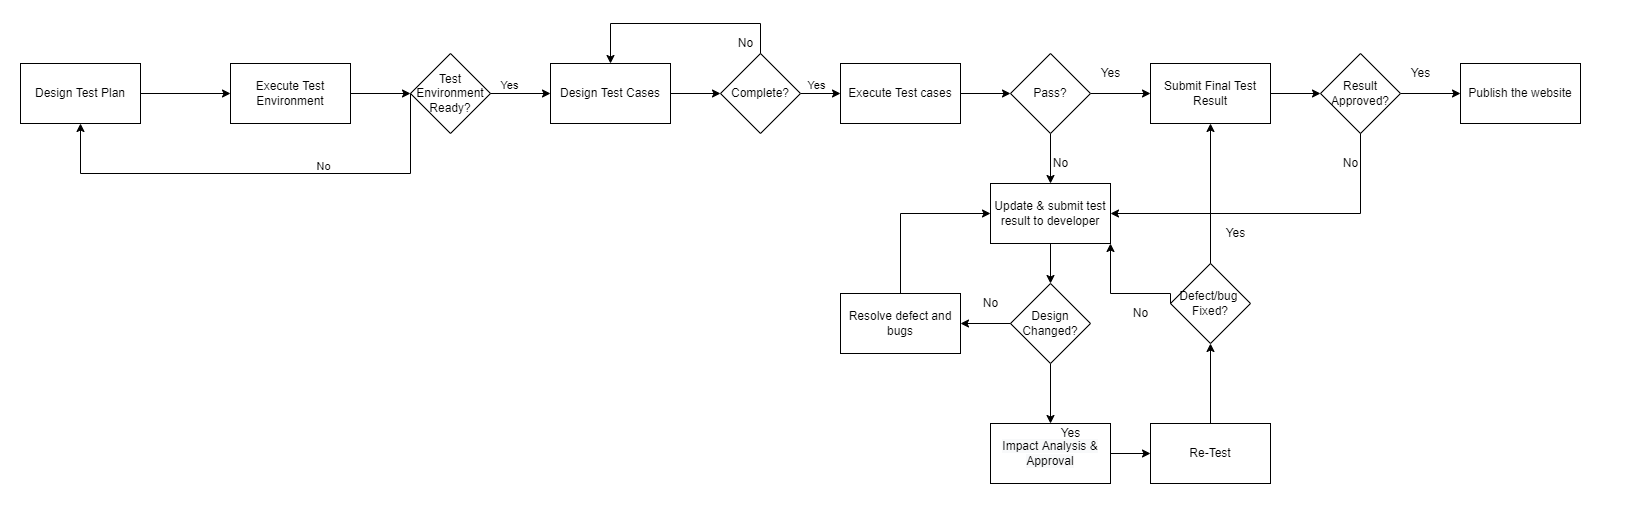 No
Design Test Plan
Execute Test
Environment
Test
Environment
Ready?
Yes
Design Test Cases
Complete?
Yes
Execute Test cases
Pass?
Yes
Submit Final Test
Result
Result
Approved?
Yes
Publish the website
No
No
No
Update & submit test
result to developer
Yes
Resolve defect and
bugs
No
Design
Changed?
No
Defect/bug
Fixed?
Yes
Impact Analysis &
Approval
Re-Test